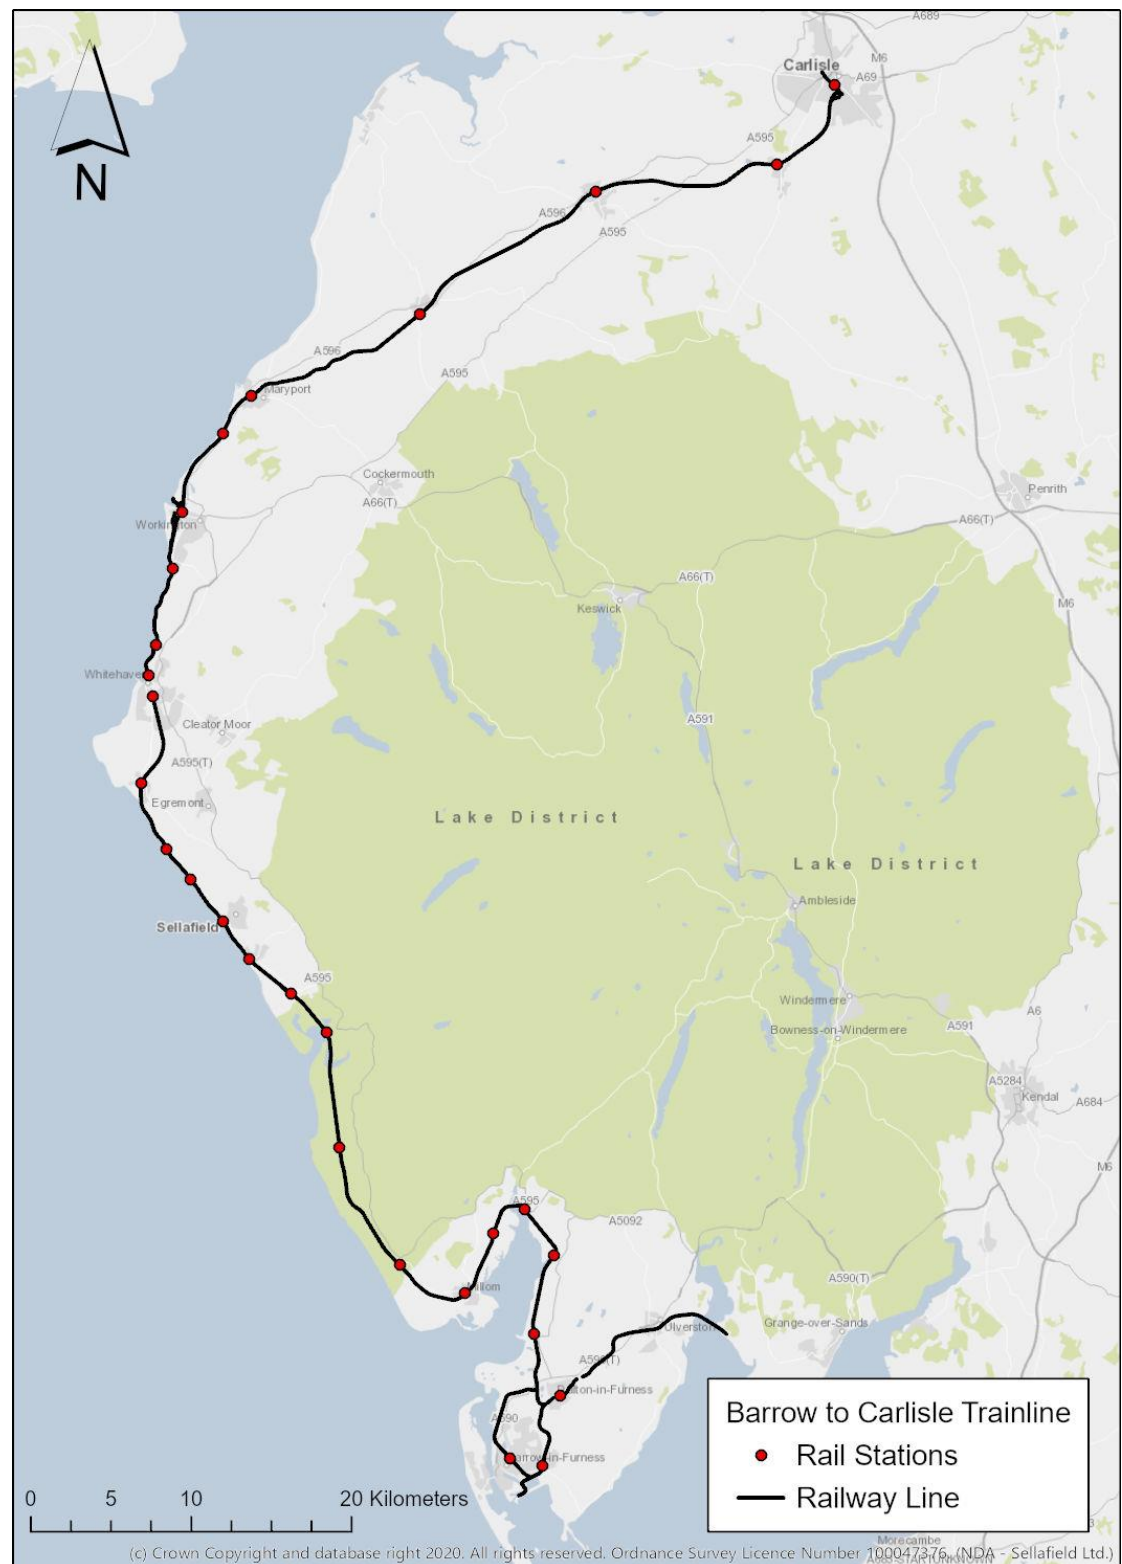 A689
M6
Carlisle
A69
N
A595
A596
A595
A596
A595
Maryport
Cockermouth
A66(T)
Penrith
Workington
A66(T)
A66(T)
Keswick
M6
Whitehaven
A591
Cleator Moor
A595(T)
Egremont
Lake District
Lake District
Ambleside
Sellafield
A595
Windermere
A6
Bowness-on-Windermere
A591
A5284
Kendal
A684
M6
A595
A5092
A590(T)
Millom
Grange-over-Sands
Ulverston
A590(T)
Dalton-in-Furness
A590
Barrow-in-Furness
Barrow to Carlisle Trainline
Rail Stations
Railway Line
0 5 10 20 Kilometers
Morecambe
(c) Crown Copyright and database right 2020. All rights reserved. Ordnance Survey Licence Number 100047376. (NDA - Sellafield Ltd.)